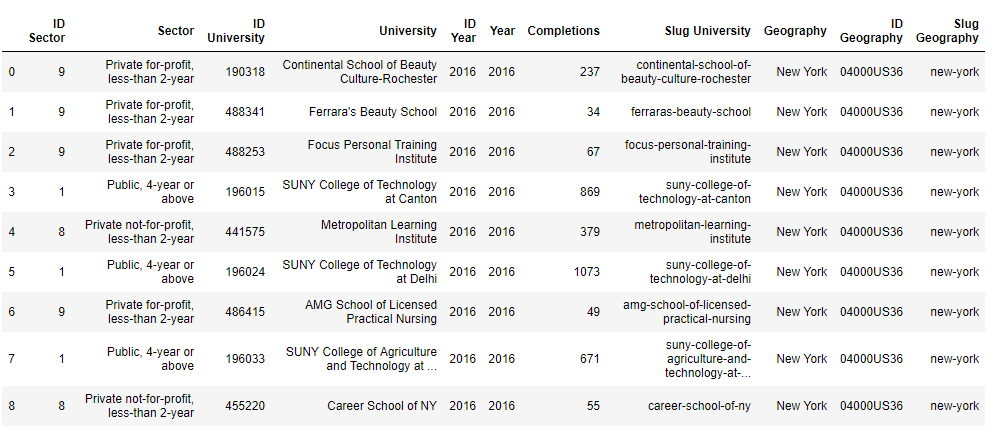 ID Sector Sector ID University University ID Year Year Completions Slug University Geography ID Geography Slug Geography
0 9 Private for-profit, less-than 2-year 190318 Continental School of Beauty Culture-Rochester 2016 2016 237 continental-school-of-beauty-culture-rochester New York 04000US36 new-york
1 9 Private for-profit, less-than 2-year 488341 Ferrara's Beauty School 2016 2016 34 ferraras-beauty-school New York 04000US36 new-york
2 9 Private for-profit, less-than 2-year 488253 Focus Personal Training Institute 2016 2016 67 focus-personal-training-institute New York 04000US36 new-york
3 1 Public, 4-year or above 196015 SUNY College of Technology at Canton 2016 2016 869 suny-college-of-technology-at-canton New York 04000US36 new-york
4 8 Private not-for-profit, less-than 2-year 441575 Metropolitan Learning Institute 2016 2016 379 metropolitan-learning-institute New York 04000US36 new-york
5 1 Public, 4-year or above 196024 SUNY College of Technology at Delhi 2016 2016 1073 suny-college-of-technology-at-delhi New York 04000US36 new-york
6 9 Private for-profit, less-than 2-year 486415 AMG School of Licensed Practical Nursing 2016 2016 49 amg-school-of-licensed-practical-nursing New York 04000US36 new-york
7 1 Public, 4-year or above 196033 SUNY College of Agriculture and Technology at ... 2016 2016 671 suny-college-of-agriculture-and-technology-at-... New York 04000US36 new-york
8 8 Private not-for-profit, less-than 2-year 455220 Career School of NY 2016 2016 55 career-school-of-ny New York 04000US36 new-york